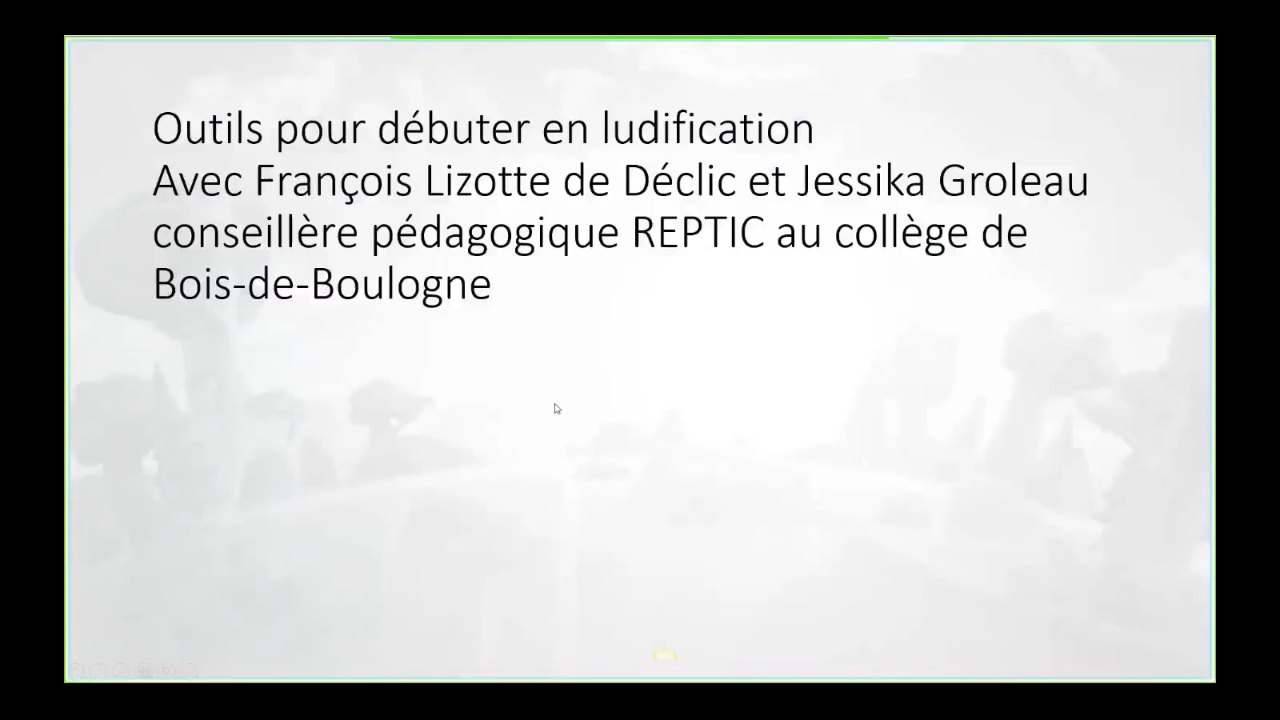 Outils pour débuter en ludification
Avec François Lizotte de Déclic et Jessika Groleau
conseillère pédagogique REPTIC au collège de
Bois-de-Boulogne